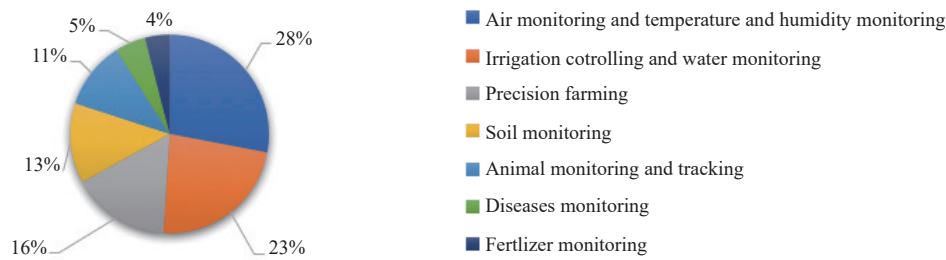 4%
5%
28%
11%
13%
16%
23%
Air monitoring and temperature and humidity monitoring
Irrigation cotrolling and water monitoring
Precision farming
Soil monitoring
Animal monitoring and tracking
Diseases monitoring
Fertlizer monitoring